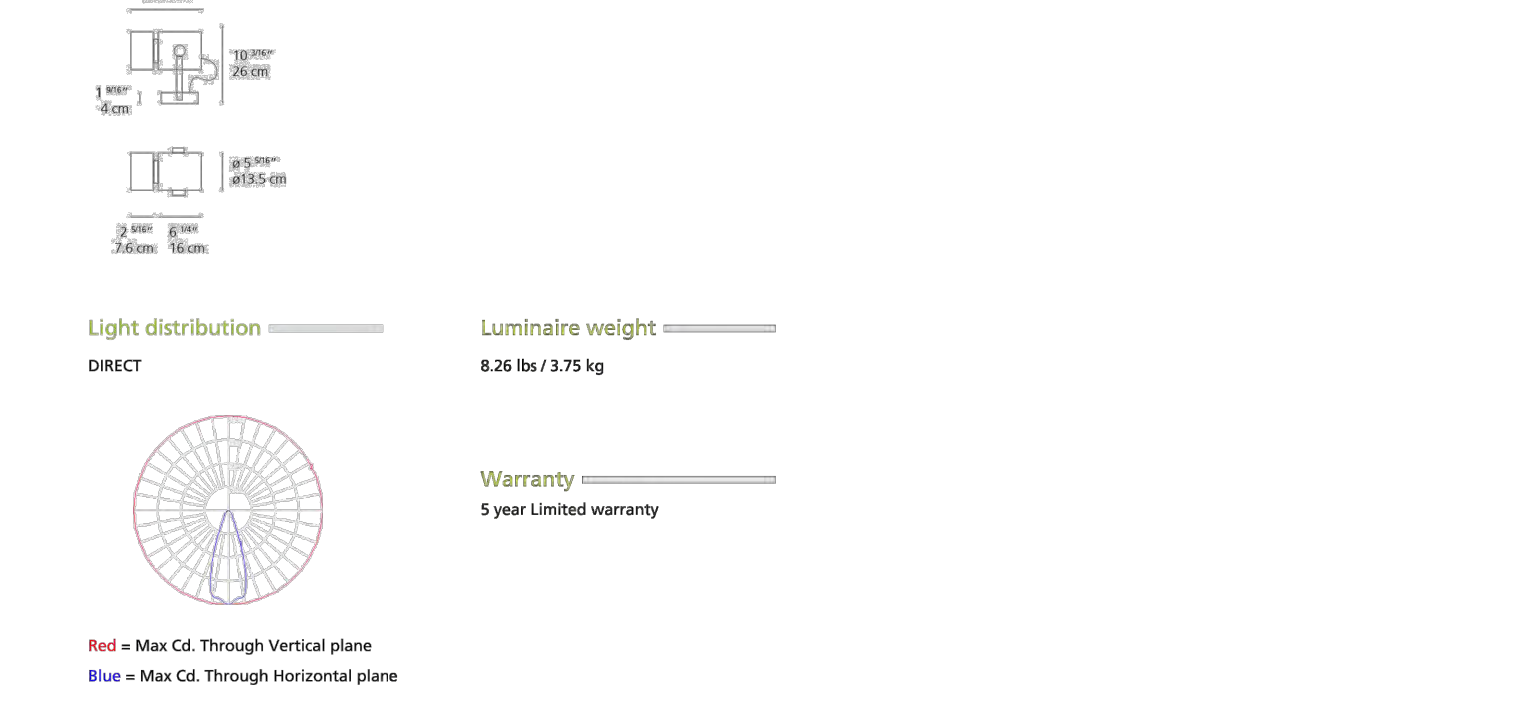 10 3/16"
26 cm
1 9/16"
4 cm
ø 5 5/16"
ø13.5 cm
2 5/16" 6 1/4"
7.6 cm 16 cm
Light distribution
DIRECT
Luminaire weight
8.26 lbs / 3.75 kg
Warranty
5 year Limited warranty
Red = Max Cd. Through Vertical plane
Blue = Max Cd. Through Horizontal plane